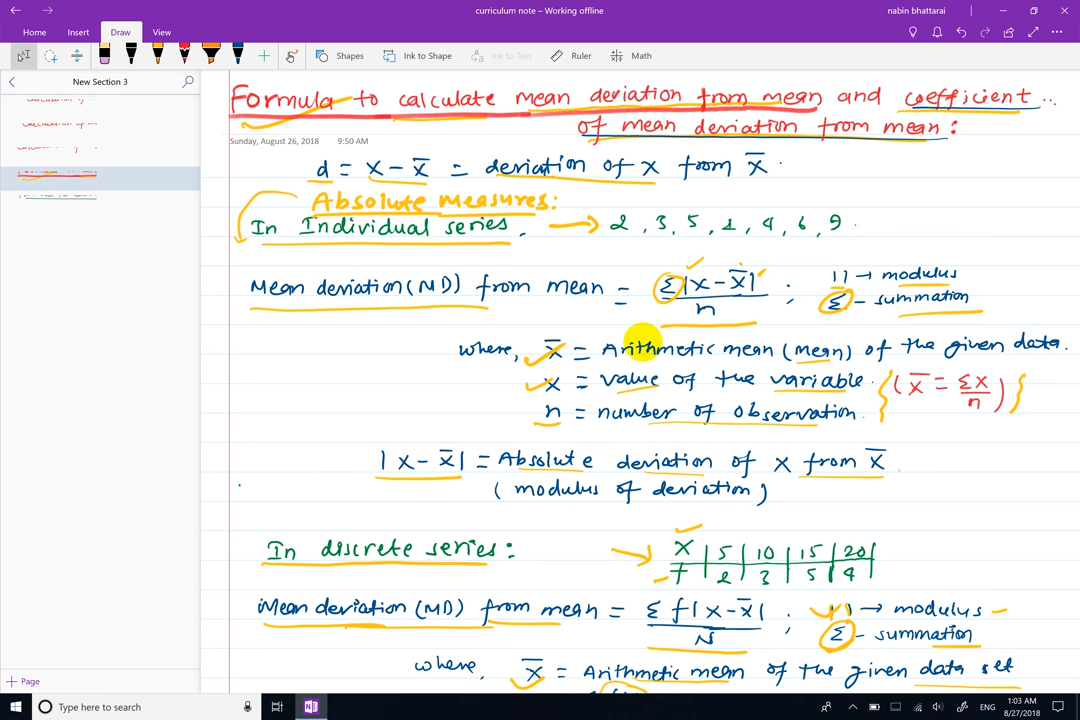 curriculum note – Working offline
nabin bhattarai
Home Insert Draw View
Shapes Ink to Shape Ink to Text Ruler Math
New Section 3
Formula to calculate mean deviation from mean and coefficient ..
of mean deviation from mean:
Sunday, August 26, 2018 9:50 AM
d = x - x̅ = deviation of x from x̅ .
Absolute measures:
In Individual series, → 2, 3, 5, 1, 4, 6, 9.
Mean deviation (MD) from mean = Σ|x - x̅| / n ; | | → modulus
Σ - summation
where, x̅ = Arithmetic mean (mean) of the given data.
x = value of the variable. { (x̅ = Σx / n) }
n = number of observation.
|x - x̅| = Absolute deviation of x from x̅ .
(modulus of deviation)
In discrete series: → x | 5 | 10 | 15 | 20 |
f | 2 | 3 | 5 | 4 |
Mean deviation (MD) from mean = Σ f|x - x̅| / N ; | | → modulus
Σ - summation
where, x̅ = Arithmetic mean of the given data set
Page
Type here to search
ENG
1:03 AM
8/27/2018